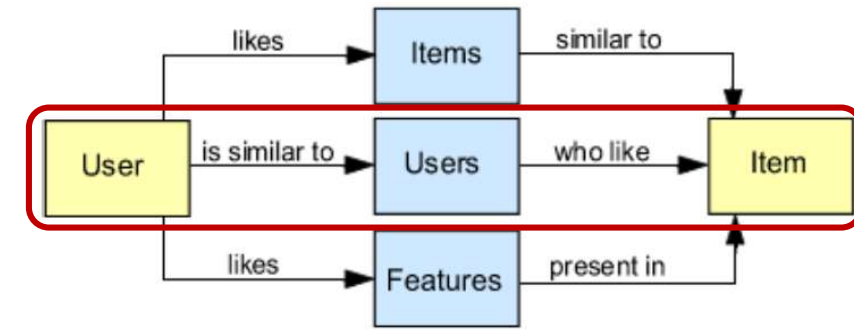 likes
Items
similar to
User
is similar to
Users
who like
Item
likes
Features
present in